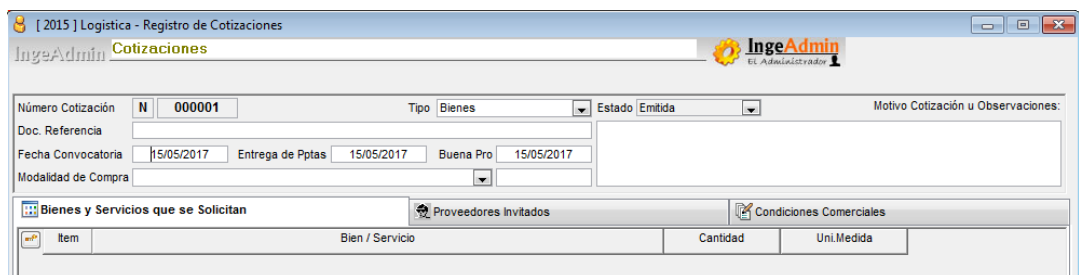 [ 2015 ] Logistica - Registro de Cotizaciones
IngeAdmin Cotizaciones
IngeAdmin
El Administrador
Número Cotización N 000001 Tipo Bienes Estado Emitida Motivo Cotización u Observaciones:
Doc. Referencia
Fecha Convocatoria 15/05/2017 Entrega de Pptas 15/05/2017 Buena Pro 15/05/2017
Modalidad de Compra
Bienes y Servicios que se Solicitan Proveedores Invitados Condiciones Comerciales
Item Bien / Servicio Cantidad Uni.Medida